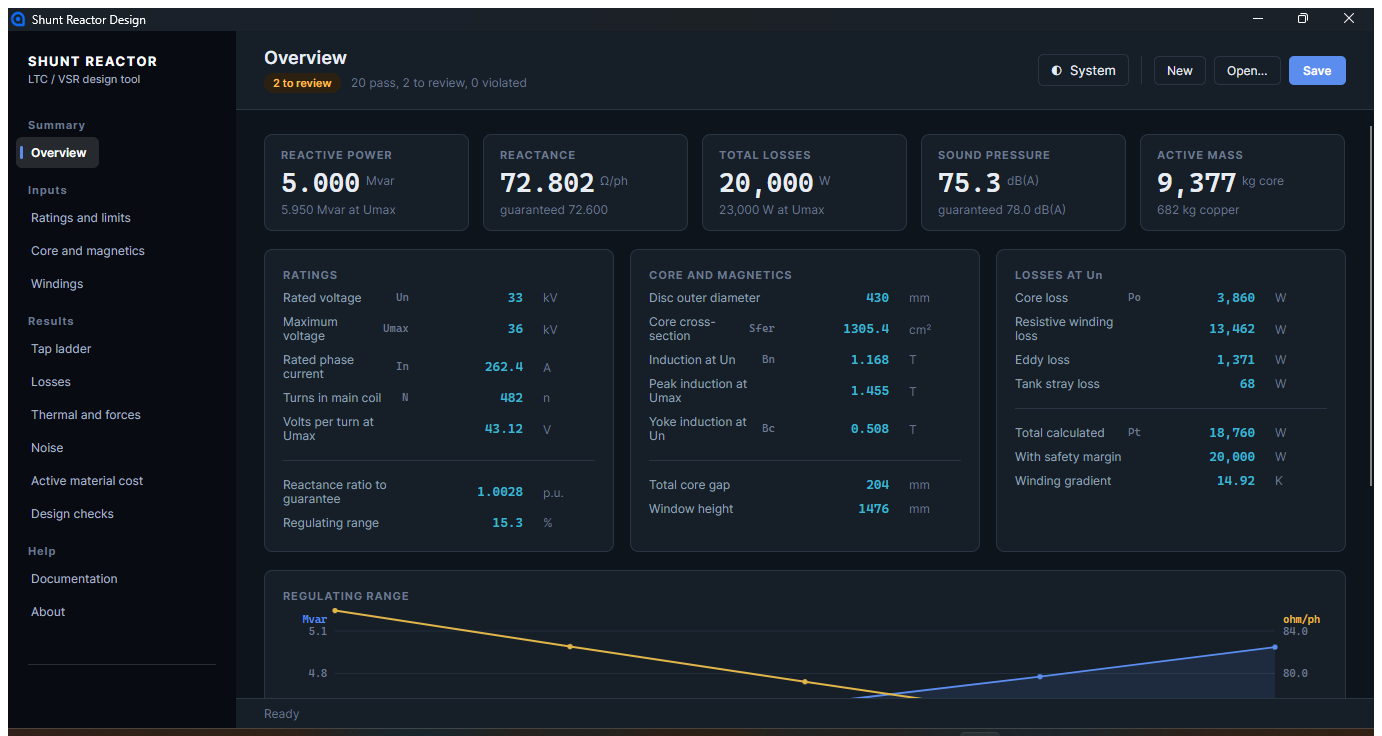 Shunt Reactor Design
SHUNT REACTOR
LTC / VSR design tool
Summary
Overview
Inputs
Ratings and limits
Core and magnetics
Windings
Results
Tap ladder
Losses
Thermal and forces
Noise
Active material cost
Design checks
Help
Documentation
About
Overview
2 to review 20 pass, 2 to review, 0 violated
System
New
Open...
Save
REACTIVE POWER
5.000 Mvar
5.950 Mvar at Umax
REACTANCE
72.802 Ω/ph
guaranteed 72.600
TOTAL LOSSES
20,000 W
23,000 W at Umax
SOUND PRESSURE
75.3 dB(A)
guaranteed 78.0 dB(A)
ACTIVE MASS
9,377 kg core
682 kg copper
RATINGS
Rated voltage Un 33 kV
Maximum
voltage Umax 36 kV
Rated phase
current In 262.4 A
Turns in main coil N 482 n
Volts per turn at
Umax 43.12 V
Reactance ratio to
guarantee 1.0028 p.u.
Regulating range 15.3 %
CORE AND MAGNETICS
Disc outer diameter 430 mm
Core cross-
section Sfer 1305.4 cm²
Induction at Un Bn 1.168 T
Peak induction at
Umax 1.455 T
Yoke induction at
Un Bc 0.508 T
Total core gap 204 mm
Window height 1476 mm
LOSSES AT Un
Core loss Po 3,860 W
Resistive winding
loss 13,462 W
Eddy loss 1,371 W
Tank stray loss 68 W
Total calculated Pt 18,760 W
With safety margin 20,000 W
Winding gradient 14.92 K
REGULATING RANGE
Mvar
5.1
4.8
ohm/ph
84.0
80.0
Ready